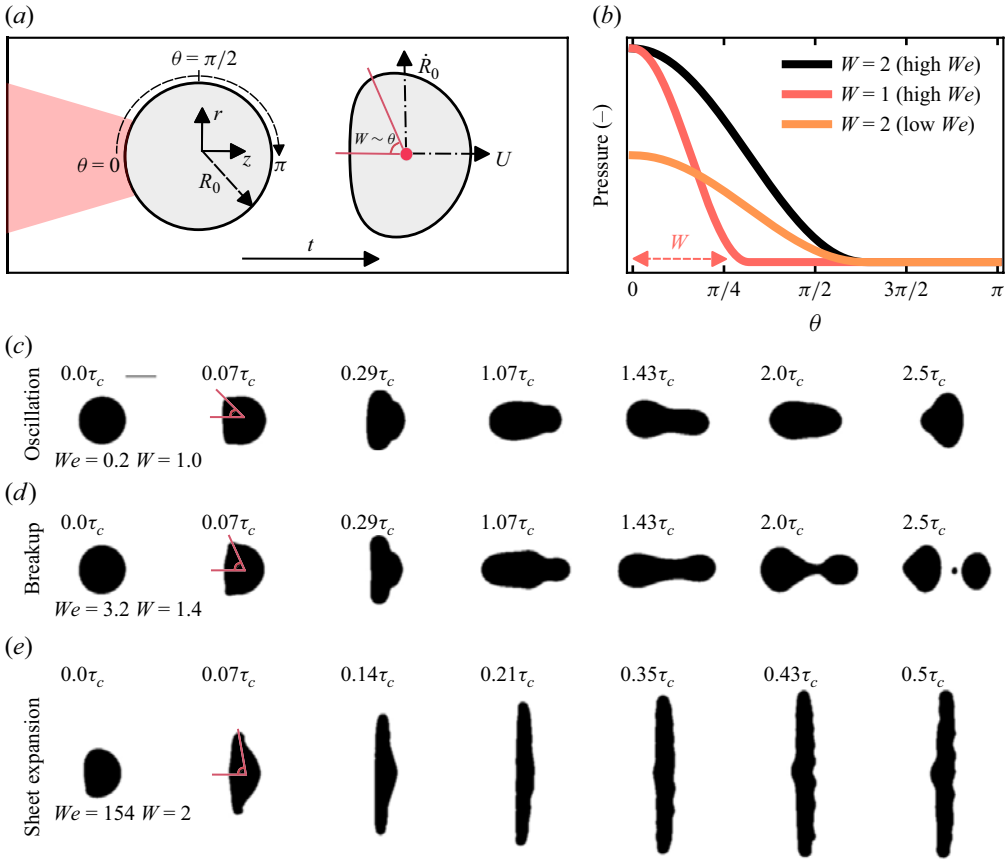 (a)
θ = π/2
θ = 0
r
z
π
R₀
Ṙ₀
W ~ θ
U
t
(b)
Pressure (–)
W = 2 (high We)
W = 1 (high We)
W = 2 (low We)
W
0 π/4 π/2 3π/2 π
θ
(c)
Oscillation
0.0τc 0.07τc 0.29τc 1.07τc 1.43τc 2.0τc 2.5τc
We = 0.2 W = 1.0
(d)
Breakup
0.0τc 0.07τc 0.29τc 1.07τc 1.43τc 2.0τc 2.5τc
We = 3.2 W = 1.4
(e)
Sheet expansion
0.0τc 0.07τc 0.14τc 0.21τc 0.35τc 0.43τc 0.5τc
We = 154 W = 2